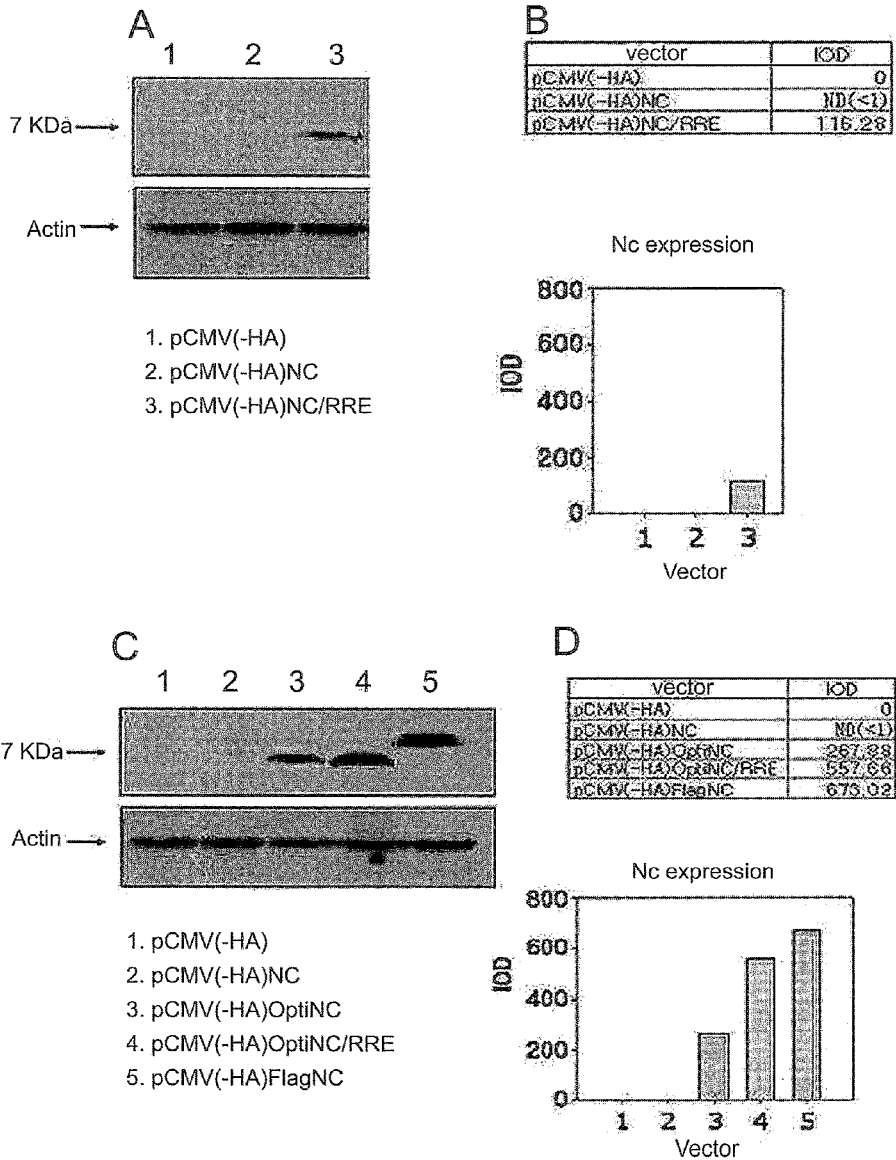 A
1 2 3
7 KDa
Actin
1. pCMV(-HA)
2. pCMV(-HA)NC
3. pCMV(-HA)NC/RRE
B
vector IOD
pCMV(-HA) 0
pCMV(-HA)NC ND(<1)
pCMV(-HA)NC/RRE 116.28
Nc expression
IOD
800
600
400
200
0
1 2 3
Vector
C
1 2 3 4 5
7 KDa
Actin
1. pCMV(-HA)
2. pCMV(-HA)NC
3. pCMV(-HA)OptiNC
4. pCMV(-HA)OptiNC/RRE
5. pCMV(-HA)FlagNC
D
vector IOD
pCMV(-HA) 0
pCMV(-HA)NC ND(<1)
pCMV(-HA)OptiNC
pCMV(-HA)OptiNC/RRE 557.68
pCMV(-HA)FlagNC 673.02
Nc expression
IOD
800
600
400
200
0
1 2 3 4 5
Vector